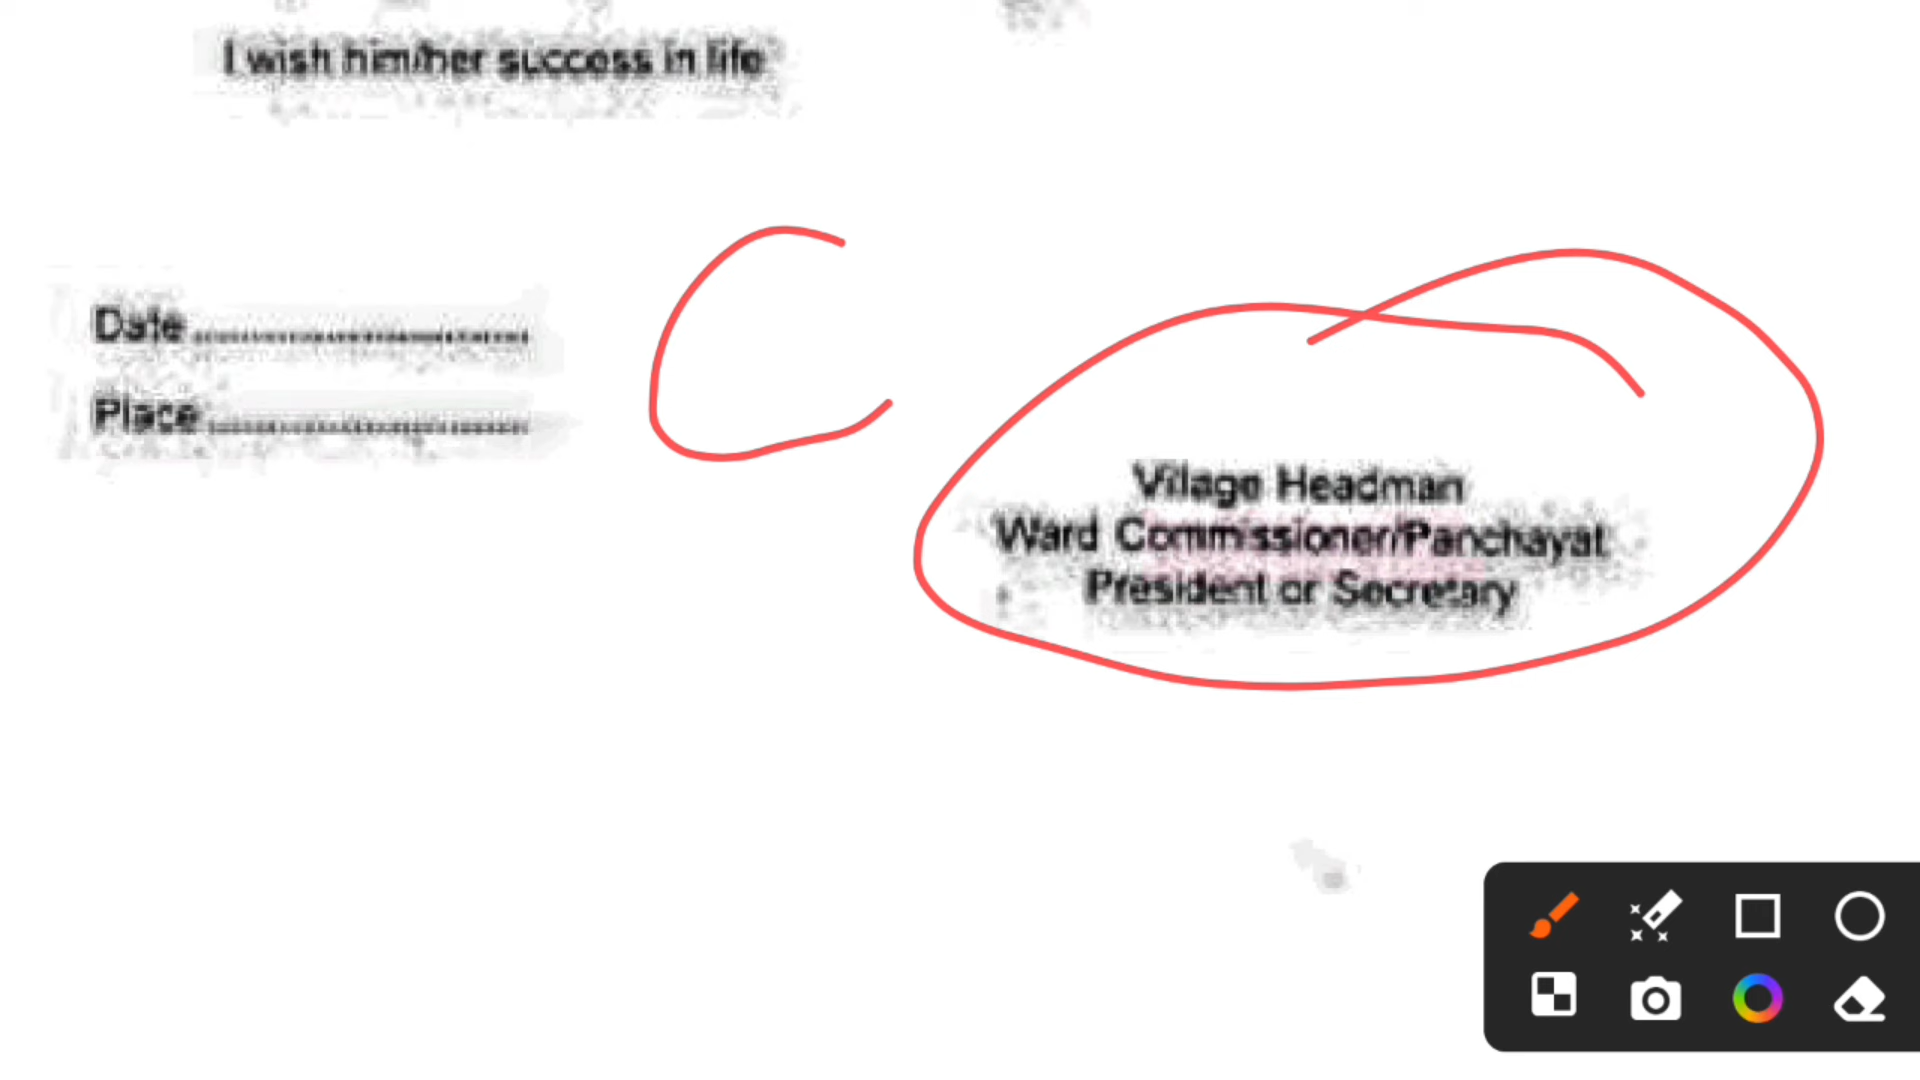 I wish him/her success in life
Date ........................................
Place ........................................
Village Headman
Ward Commissioner/Panchayat
President or Secretary